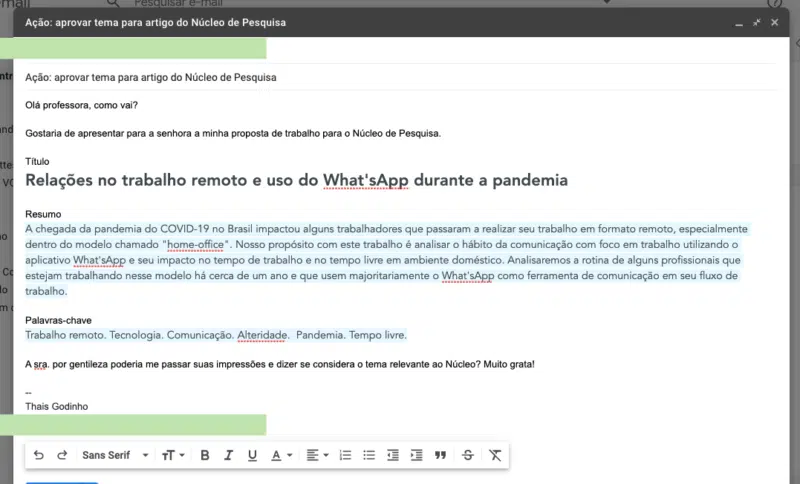 Pesquisar e-mail
Ação: aprovar tema para artigo do Núcleo de Pesquisa
Ação: aprovar tema para artigo do Núcleo de Pesquisa
Olá professora, como vai?
Gostaria de apresentar para a senhora a minha proposta de trabalho para o Núcleo de Pesquisa.
Título
Relações no trabalho remoto e uso do What'sApp durante a pandemia
Resumo
A chegada da pandemia do COVID-19 no Brasil impactou alguns trabalhadores que passaram a realizar seu trabalho em formato remoto, especialmente
dentro do modelo chamado "home-office". Nosso propósito com este trabalho é analisar o hábito da comunicação com foco em trabalho utilizando o
aplicativo What'sApp e seu impacto no tempo de trabalho e no tempo livre em ambiente doméstico. Analisaremos a rotina de alguns profissionais que
estejam trabalhando nesse modelo há cerca de um ano e que usem majoritariamente o What'sApp como ferramenta de comunicação em seu fluxo de
trabalho.
Palavras-chave
Trabalho remoto. Tecnologia. Comunicação. Alteridade.  Pandemia. Tempo livre.
A sra. por gentileza poderia me passar suas impressões e dizer se considera o tema relevante ao Núcleo? Muito grata!
--
Thais Godinho
Sans Serif